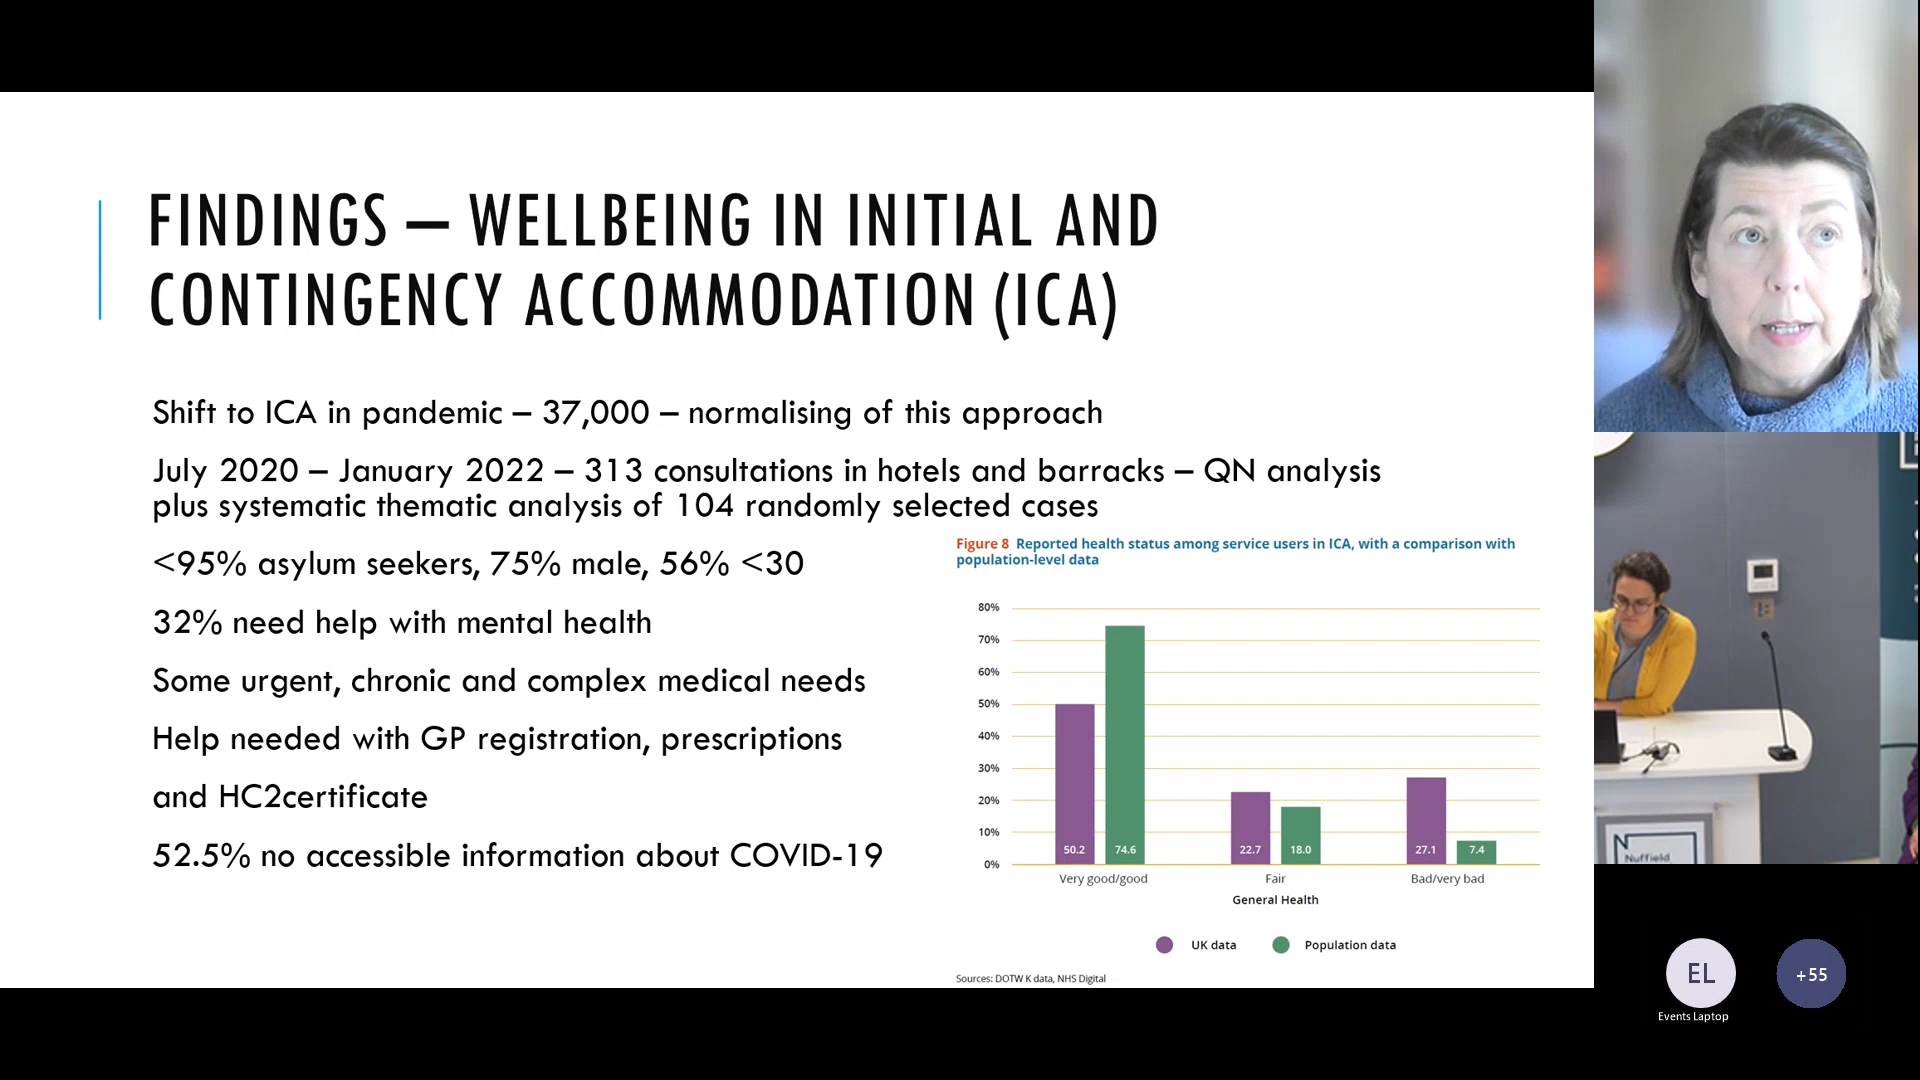 FINDINGS – WELLBEING IN INITIAL AND
CONTINGENCY ACCOMMODATION (ICA)
Shift to ICA in pandemic – 37,000 – normalising of this approach
July 2020 – January 2022 – 313 consultations in hotels and barracks – QN analysis
plus systematic thematic analysis of 104 randomly selected cases
<95% asylum seekers, 75% male, 56% <30
32% need help with mental health
Some urgent, chronic and complex medical needs
Help needed with GP registration, prescriptions
and HC2certificate
52.5% no accessible information about COVID-19
Figure 8 Reported health status among service users in ICA, with a comparison with
population-level data
80%
70%
60%
50%
40%
30%
20%
10%
0%
50.2 74.6 22.7 18.0 27.1 7.4
Very good/good Fair Bad/very bad
General Health
UK data Population data
Sources: DOTW K data, NHS Digital
N
Nuffield
EL +55
Events Laptop